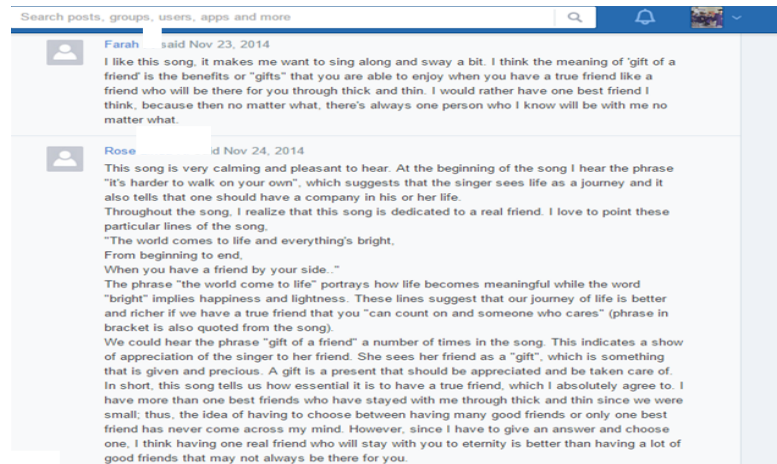 Search posts, groups, users, apps and more
Farah said Nov 23, 2014
I like this song, it makes me want to sing along and sway a bit. I think the meaning of 'gift of a
friend' is the benefits or "gifts" that you are able to enjoy when you have a true friend like a
friend who will be there for you through thick and thin. I would rather have one best friend I
think, because then no matter what, there's always one person who I know will be with me no
matter what.
Rose d Nov 24, 2014
This song is very calming and pleasant to hear. At the beginning of the song I hear the phrase
"it's harder to walk on your own", which suggests that the singer sees life as a journey and it
also tells that one should have a company in his or her life.
Throughout the song, I realize that this song is dedicated to a real friend. I love to point these
particular lines of the song,
"The world comes to life and everything's bright,
From beginning to end,
When you have a friend by your side.."
The phrase "the world come to life" portrays how life becomes meaningful while the word
"bright" implies happiness and lightness. These lines suggest that our journey of life is better
and richer if we have a true friend that you "can count on and someone who cares" (phrase in
bracket is also quoted from the song).
We could hear the phrase "gift of a friend" a number of times in the song. This indicates a show
of appreciation of the singer to her friend. She sees her friend as a "gift", which is something
that is given and precious. A gift is a present that should be appreciated and be taken care of.
In short, this song tells us how essential it is to have a true friend, which I absolutely agree to. I
have more than one best friends who have stayed with me through thick and thin since we were
small; thus, the idea of having to choose between having many good friends or only one best
friend has never come across my mind. However, since I have to give an answer and choose
one, I think having one real friend who will stay with you to eternity is better than having a lot of
good friends that may not always be there for you.